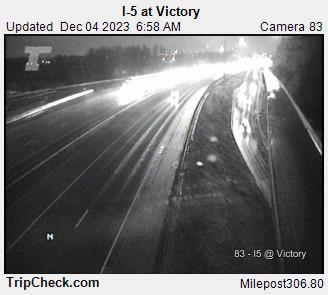 I-5 at Victory
Updated Dec 04 2023 6:58 AM Camera 83
T
N
83 - I5 @ Victory
TripCheck.com Milepost306.80